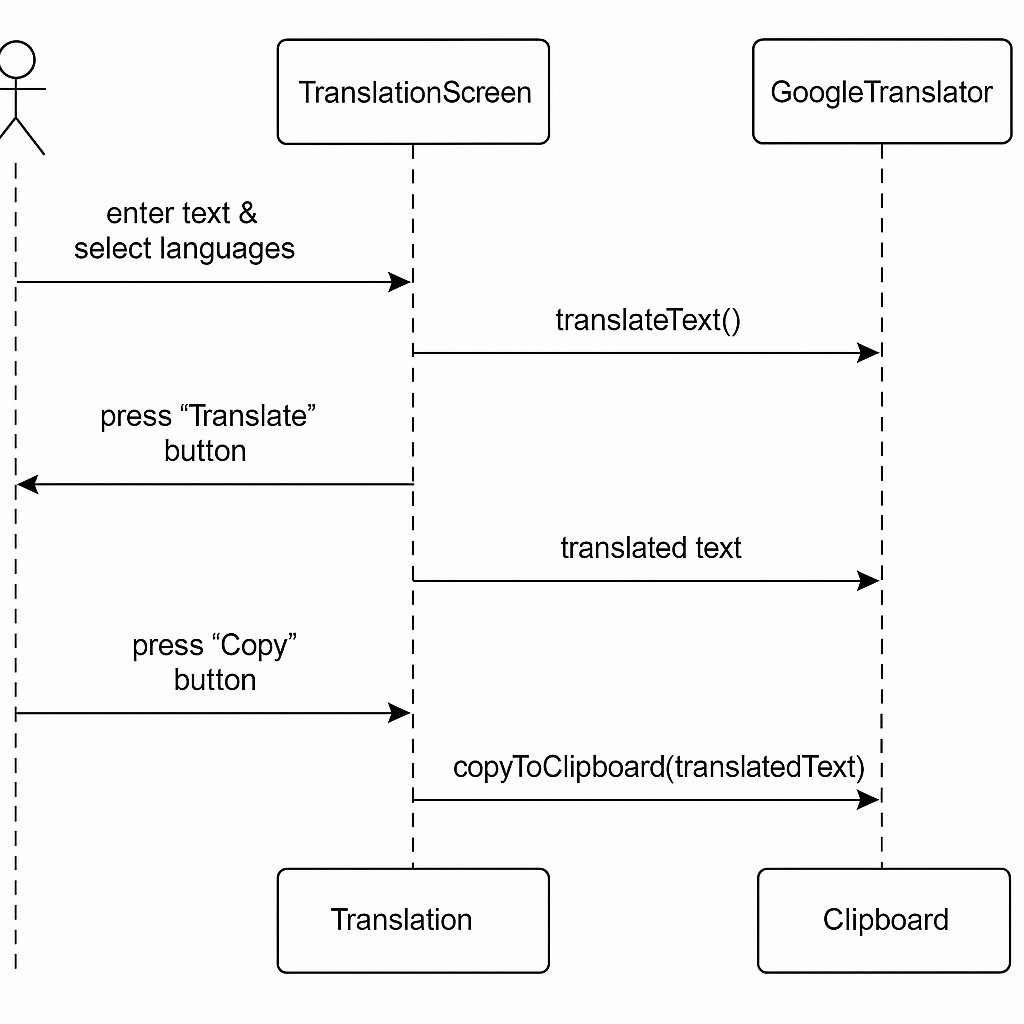 TranslationScreen
GoogleTranslator
enter text &
select languages
translateText()
press “Translate”
button
translated text
press “Copy”
button
copyToClipboard(translatedText)
Translation
Clipboard